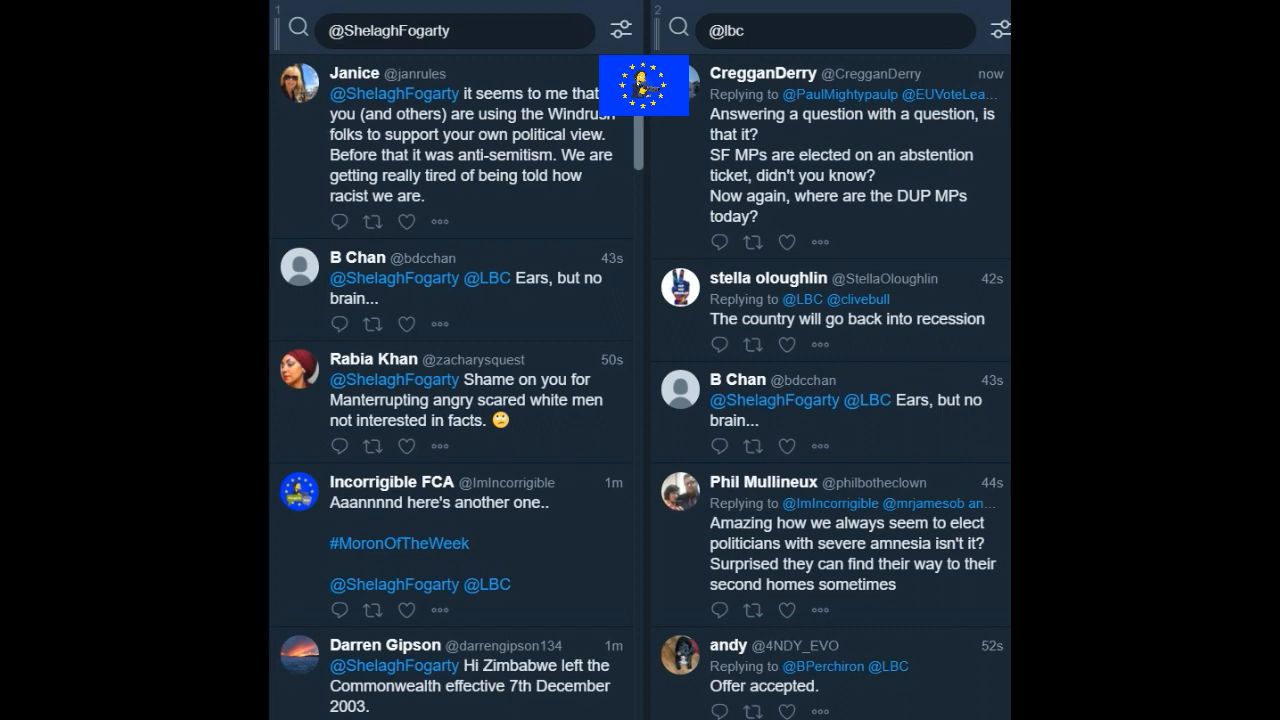 1
@ShelaghFogarty
Janice @janrules
@ShelaghFogarty it seems to me that
you (and others) are using the Windrush
folks to support your own political view.
Before that it was anti-semitism. We are
getting really tired of being told how
racist we are.
B Chan @bdcchan 43s
@ShelaghFogarty @LBC Ears, but no
brain...
Rabia Khan @zacharysquest 50s
@ShelaghFogarty Shame on you for
Manterrupting angry scared white men
not interested in facts. 🙄
Incorrigible FCA @ImIncorrigible 1m
Aaannnnd here's another one..
#MoronOfTheWeek
@ShelaghFogarty @LBC
Darren Gipson @darrengipson134 1m
@ShelaghFogarty Hi Zimbabwe left the
Commonwealth effective 7th December
2003.
2
@lbc
CregganDerry @CregganDerry now
Replying to @PaulMightypaulp @EUVoteLea...
Answering a question with a question, is
that it?
SF MPs are elected on an abstention
ticket, didn't you know?
Now again, where are the DUP MPs
today?
stella oloughlin @StellaOloughlin 42s
Replying to @LBC @clivebull
The country will go back into recession
B Chan @bdcchan 43s
@ShelaghFogarty @LBC Ears, but no
brain...
Phil Mullineux @philbotheclown 44s
Replying to @ImIncorrigible @mrjamesob an...
Amazing how we always seem to elect
politicians with severe amnesia isn't it?
Surprised they can find their way to their
second homes sometimes
andy @4NDY_EVO 52s
Replying to @BPerchiron @LBC
Offer accepted.